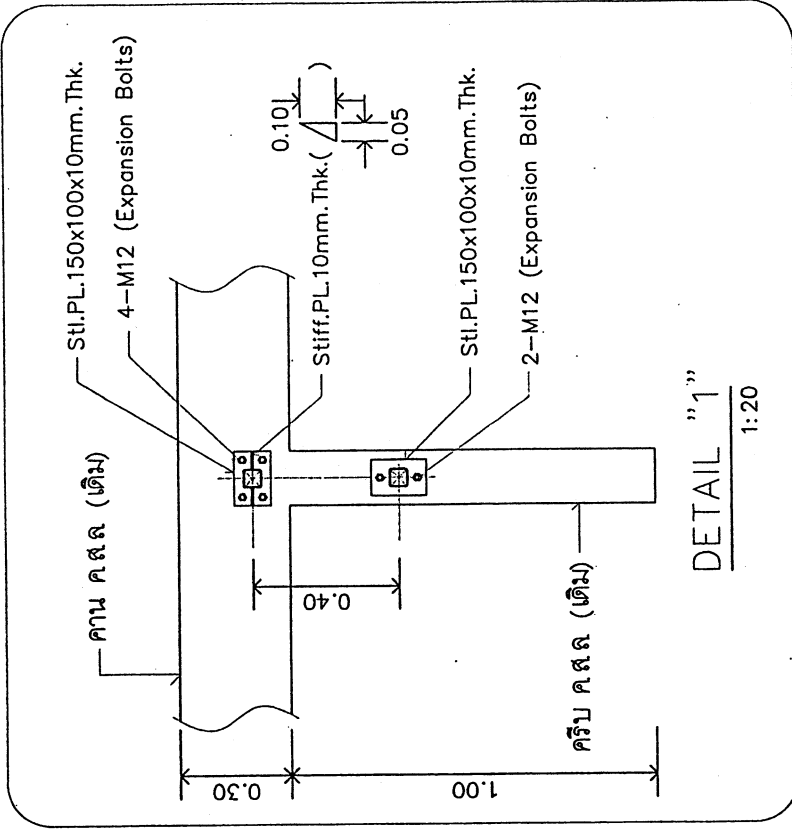 คาน ค.ส.ล (เดิม)
Stl.PL.150x100x10mm.Thk.
4-M12 (Expansion Bolts)
Stiff.PL.10mm.Thk.( )
0.10
0.05
Stl.PL.150x100x10mm.Thk.
2-M12 (Expansion Bolts)
0.30
0.40
1.00
ครีบ ค.ส.ล (เดิม)
DETAIL "1"
1:20